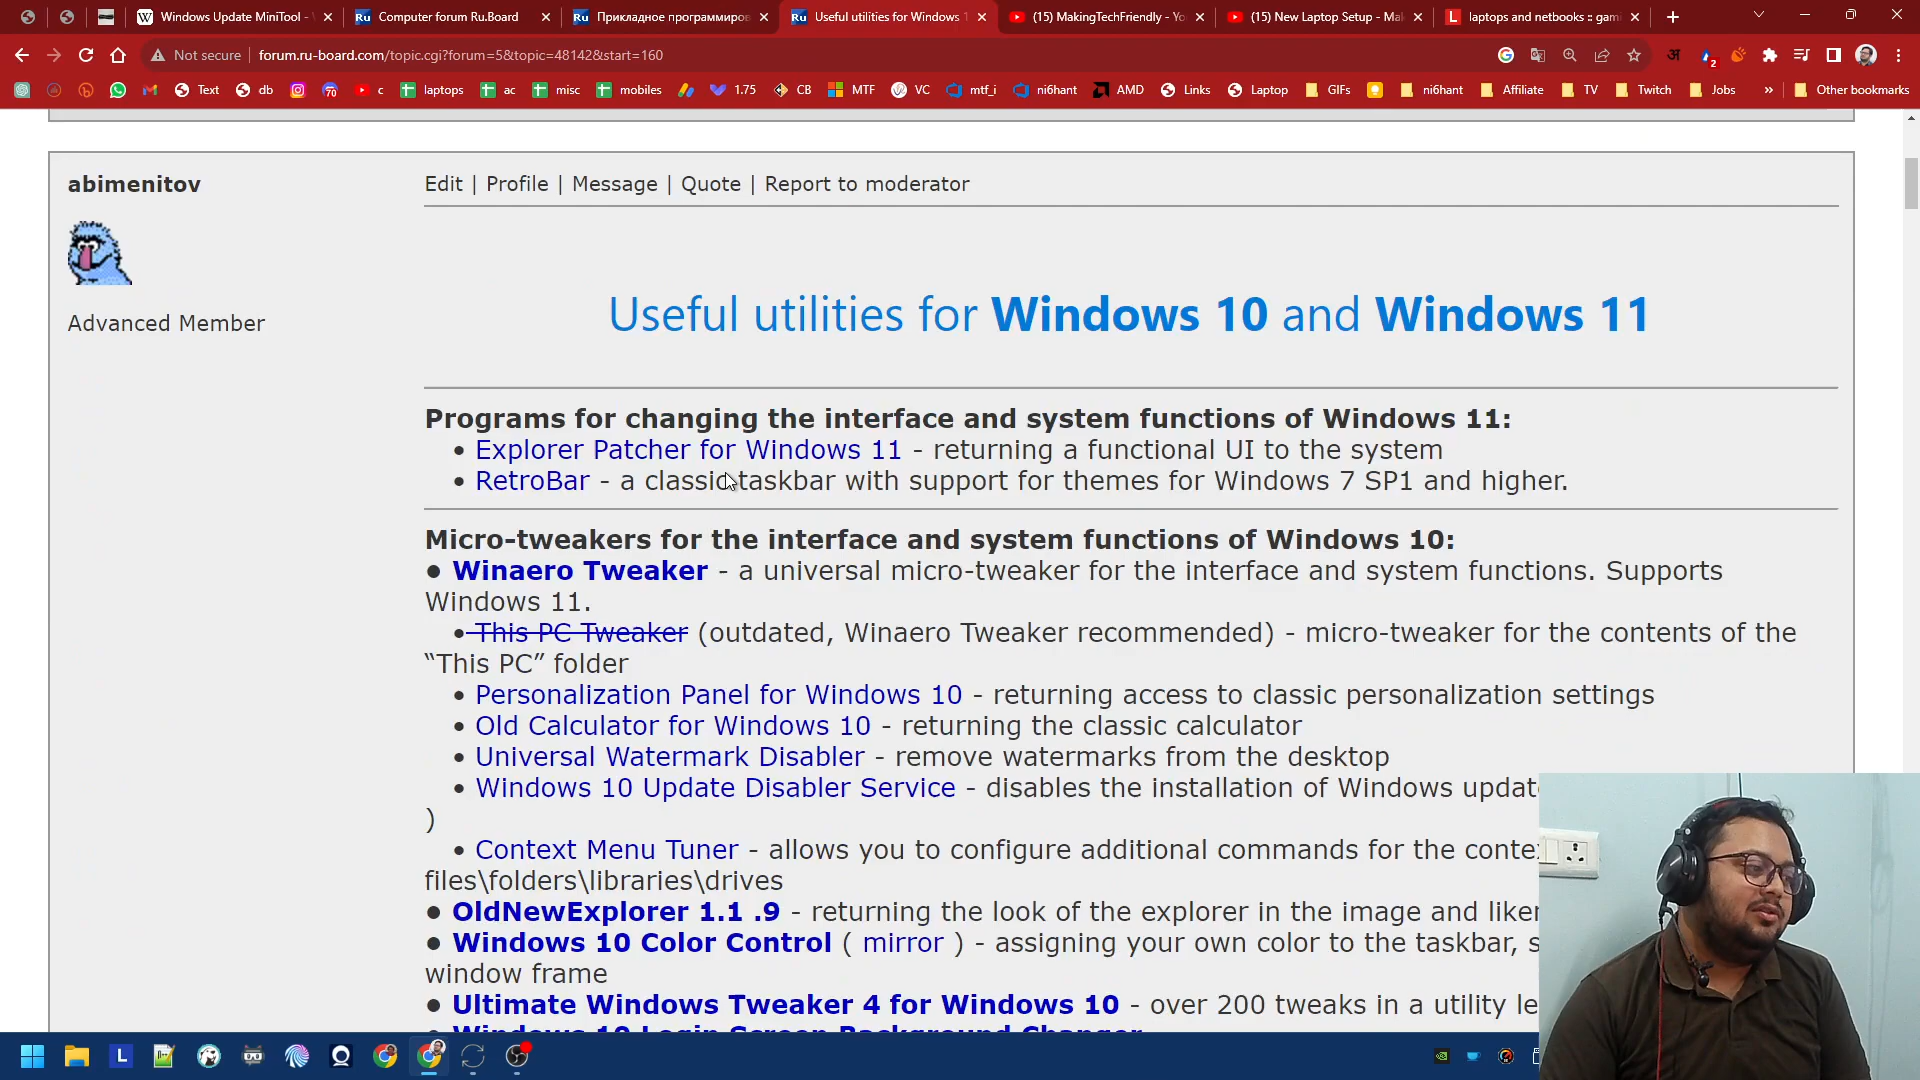 Windows Update MiniTool - W
Computer forum Ru.Board
Прикладное программиров
Useful utilities for Windows 1
(15) MakingTechFriendly - Yo
(15) New Laptop Setup - Mak
laptops and netbooks :: gam
Not secure
forum.ru-board.com/topic.cgi?forum=5&topic=48142&start=160
Text
db
c
laptops
ac
misc
mobiles
1.75
CB
MTF
VC
mtf_i
ni6hant
AMD
Links
Laptop
GIFs
ni6hant
Affiliate
TV
Twitch
Jobs
»
Other bookmarks
abimenitov
Advanced Member
Edit | Profile | Message | Quote | Report to moderator
Useful utilities for Windows 10 and Windows 11
Programs for changing the interface and system functions of Windows 11:
• Explorer Patcher for Windows 11 - returning a functional UI to the system
• RetroBar - a classic taskbar with support for themes for Windows 7 SP1 and higher.
Micro-tweakers for the interface and system functions of Windows 10:
● Winaero Tweaker - a universal micro-tweaker for the interface and system functions. Supports
Windows 11.
• This PC Tweaker (outdated, Winaero Tweaker recommended) - micro-tweaker for the contents of the
“This PC” folder
• Personalization Panel for Windows 10 - returning access to classic personalization settings
• Old Calculator for Windows 10 - returning the classic calculator
• Universal Watermark Disabler - remove watermarks from the desktop
• Windows 10 Update Disabler Service - disables the installation of Windows update
)
• Context Menu Tuner - allows you to configure additional commands for the conte
files\folders\libraries\drives
● OldNewExplorer 1.1 .9 - returning the look of the explorer in the image and liken
● Windows 10 Color Control ( mirror ) - assigning your own color to the taskbar, s
window frame
● Ultimate Windows Tweaker 4 for Windows 10 - over 200 tweaks in a utility le
● Windows 10 Login Screen Background Changer